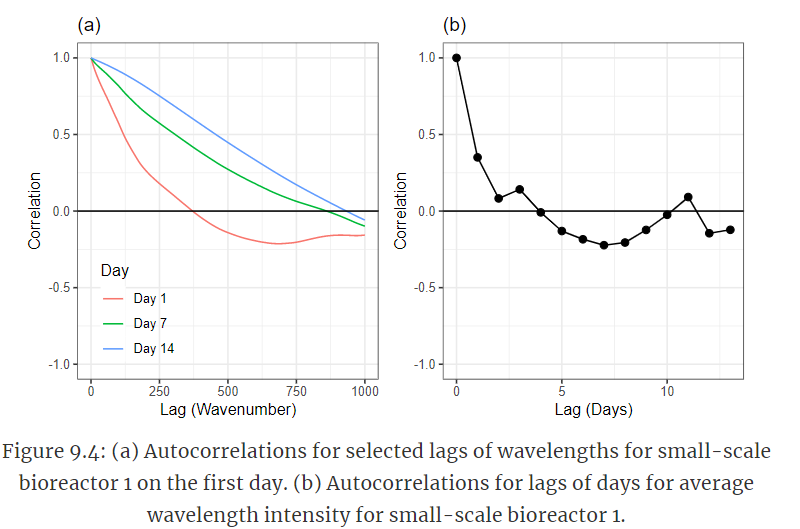 (a)
Correlation
1.0
0.5
0.0
-0.5
-1.0
Day
Day 1
Day 7
Day 14
0 250 500 750 1000
Lag (Wavenumber)
(b)
Correlation
1.0
0.5
0.0
-0.5
-1.0
0 5 10
Lag (Days)
Figure 9.4: (a) Autocorrelations for selected lags of wavelengths for small-scale
bioreactor 1 on the first day. (b) Autocorrelations for lags of days for average
wavelength intensity for small-scale bioreactor 1.